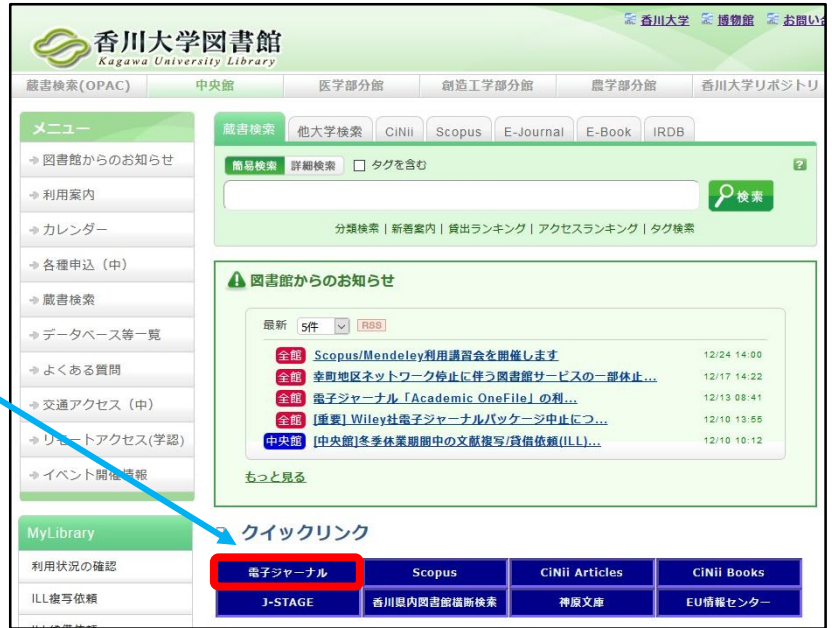 香川大学 博物館 お問い
香川大学図書館
Kagawa University Library
蔵書検索(OPAC) 中央館 医学部分館 創造工学部分館 農学部分館 香川大学リポジトリ
メニュー
図書館からのお知らせ
利用案内
カレンダー
各種申込(中)
蔵書検索
データベース等一覧
よくある質問
交通アクセス(中)
リモートアクセス(学認)
イベント開催情報
MyLibrary
利用状況の確認
ILL複写依頼
蔵書検索 他大学検索 CiNii Scopus E-Journal E-Book IRDB
簡易検索 詳細検索 タグを含む ?
検索
分類検索 | 新着案内 | 貸出ランキング | アクセスランキング | タグ検索
図書館からのお知らせ
最新 5件 RSS
全館 Scopus/Mendeley利用講習会を開催します 12/24 14:00
全館 幸町地区ネットワーク停止に伴う図書館サービスの一部休止... 12/17 14:22
全館 電子ジャーナル「Academic OneFile」の利... 12/13 08:41
全館 [重要] Wiley社電子ジャーナルパッケージ中止につ... 12/10 13:55
中央館 [中央館]冬季休業期間中の文献複写/貸借依頼(ILL)... 12/10 10:12
もっと見る
クイックリンク
電子ジャーナル Scopus CiNii Articles CiNii Books
J-STAGE 香川県内図書館横断検索 神原文庫 EU情報センター